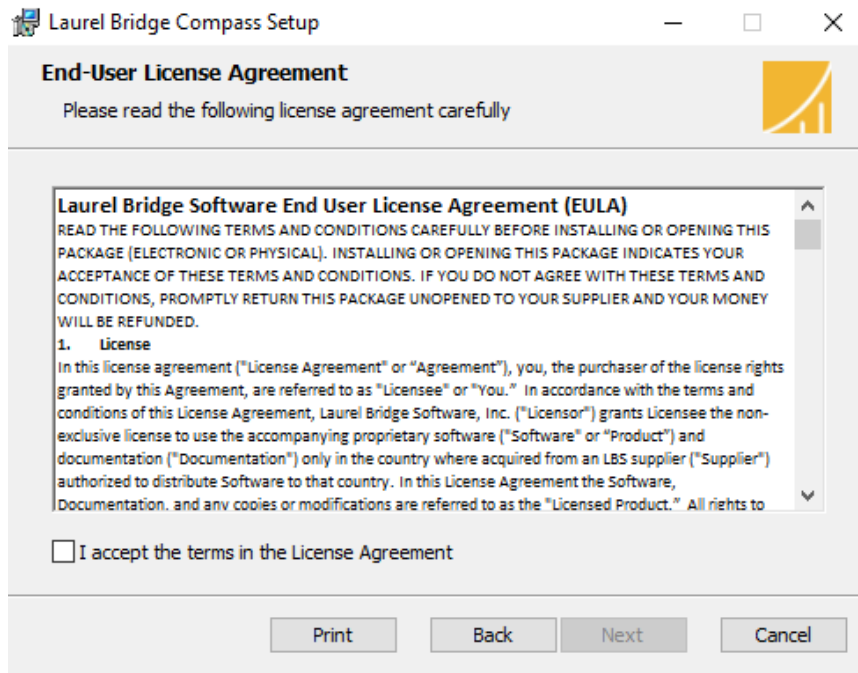 Laurel Bridge Compass Setup
End-User License Agreement
Please read the following license agreement carefully
Laurel Bridge Software End User License Agreement (EULA)
READ THE FOLLOWING TERMS AND CONDITIONS CAREFULLY BEFORE INSTALLING OR OPENING THIS
PACKAGE (ELECTRONIC OR PHYSICAL). INSTALLING OR OPENING THIS PACKAGE INDICATES YOUR
ACCEPTANCE OF THESE TERMS AND CONDITIONS. IF YOU DO NOT AGREE WITH THESE TERMS AND
CONDITIONS, PROMPTLY RETURN THIS PACKAGE UNOPENED TO YOUR SUPPLIER AND YOUR MONEY
WILL BE REFUNDED.
1. License
In this license agreement ("License Agreement" or “Agreement”), you, the purchaser of the license rights
granted by this Agreement, are referred to as "Licensee" or "You.” In accordance with the terms and
conditions of this License Agreement, Laurel Bridge Software, Inc. ("Licensor") grants Licensee the non-
exclusive license to use the accompanying proprietary software ("Software" or “Product”) and
documentation ("Documentation") only in the country where acquired from an LBS supplier ("Supplier")
authorized to distribute Software to that country. In this License Agreement the Software,
Documentation, and any copies or modifications are referred to as the "Licensed Product.” All rights to
I accept the terms in the License Agreement
Print Back Next Cancel